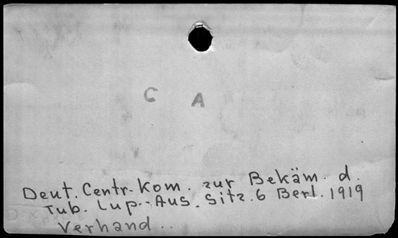 C A
Deut. Centr-Kom. zur Bekäm. d.
Tub. Lup.-Aus. Sitz. 6 Berl. 1919
Verhand..